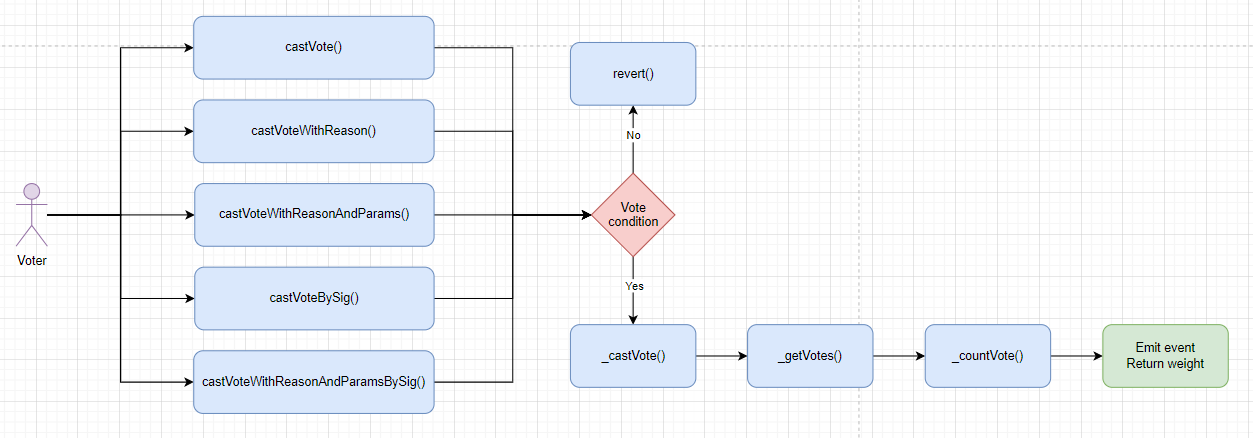 castVote()
castVoteWithReason()
castVoteWithReasonAndParams()
castVoteBySig()
castVoteWithReasonAndParamsBySig()
Voter
revert()
No
Vote
condition
Yes
_castVote()
_getVotes()
_countVote()
Emit event
Return weight